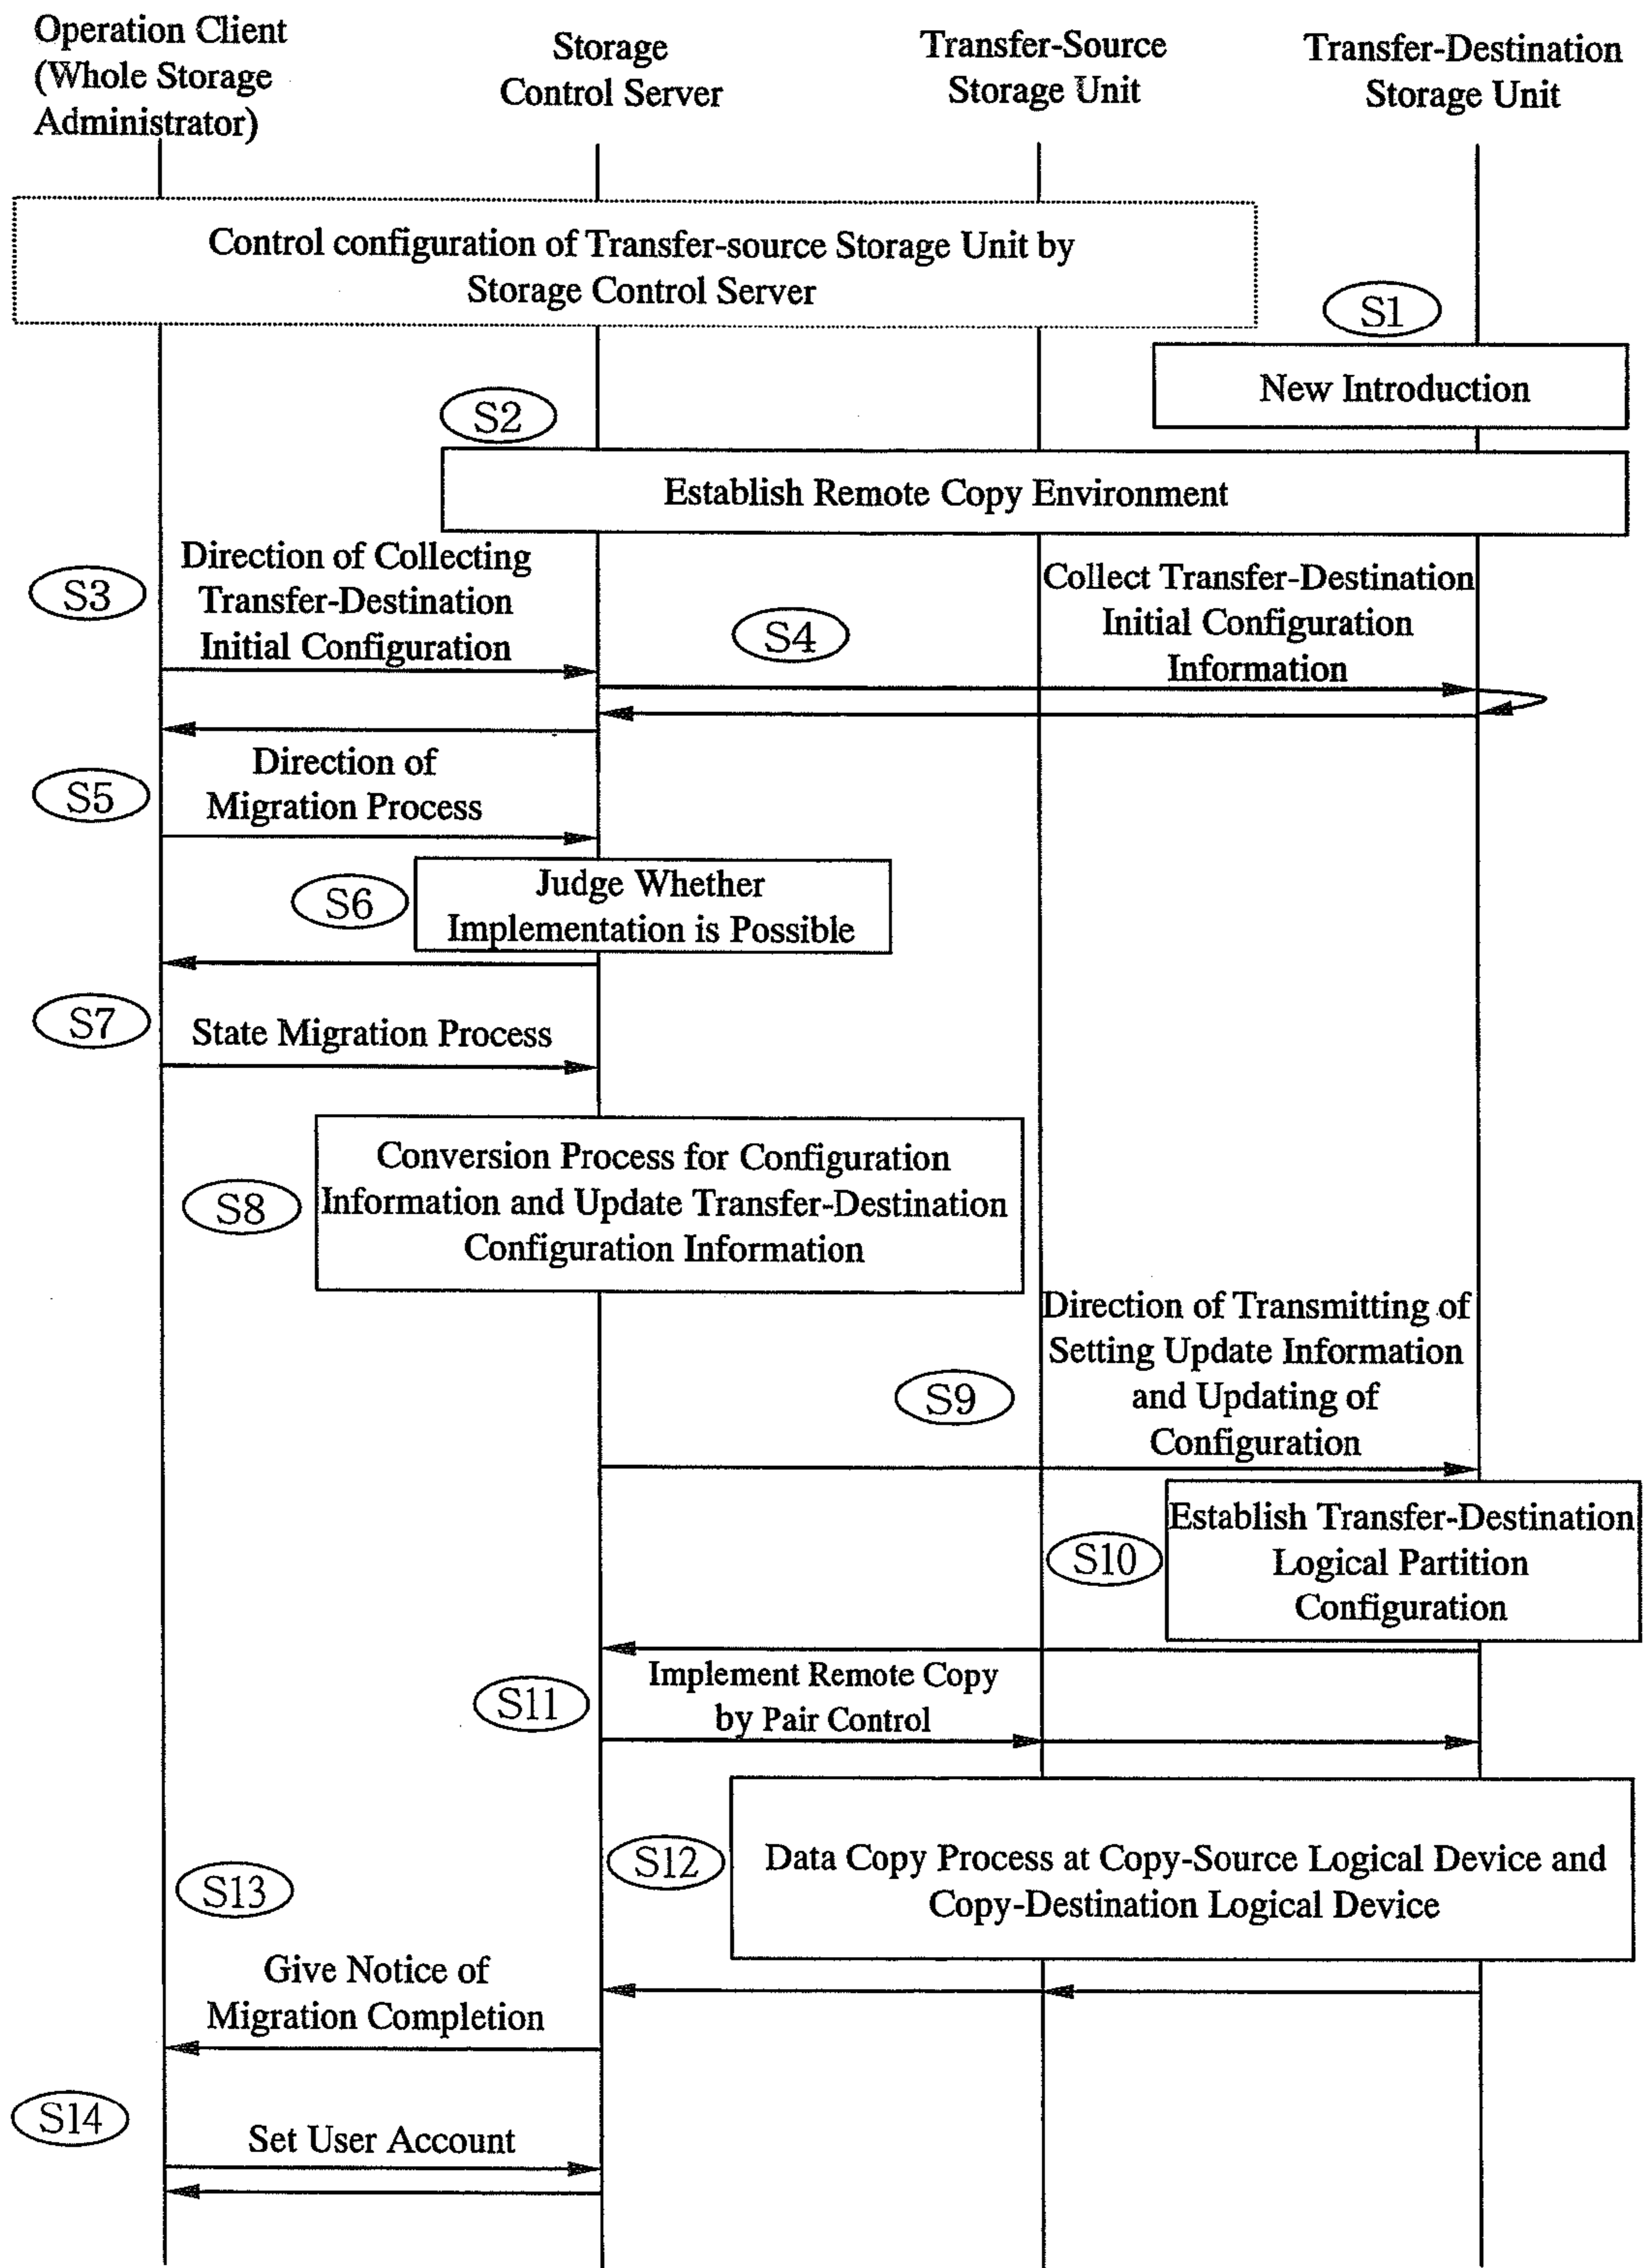 Operation Client
(Whole Storage
Administrator)
Storage
Control Server
Transfer-Source
Storage Unit
Transfer-Destination
Storage Unit
Control configuration of Transfer-source Storage Unit by
Storage Control Server
S1
New Introduction
S2
Establish Remote Copy Environment
S3
Direction of Collecting
Transfer-Destination
Initial Configuration
S4
Collect Transfer-Destination
Initial Configuration
Information
S5
Direction of
Migration Process
S6
Judge Whether
Implementation is Possible
S7
State Migration Process
S8
Conversion Process for Configuration
Information and Update Transfer-Destination
Configuration Information
S9
Direction of Transmitting of
Setting Update Information
and Updating of
Configuration
S10
Establish Transfer-Destination
Logical Partition
Configuration
S11
Implement Remote Copy
by Pair Control
S12
Data Copy Process at Copy-Source Logical Device and
Copy-Destination Logical Device
S13
Give Notice of
Migration Completion
S14
Set User Account